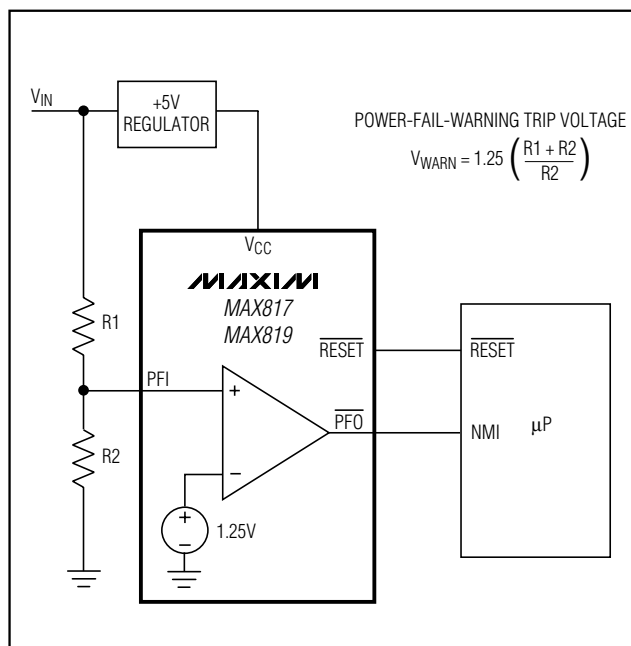 VIN
+5V
REGULATOR
POWER-FAIL-WARNING TRIP VOLTAGE
VWARN = 1.25 (R1 + R2 / R2)
VCC
MAXIM
MAX817
MAX819
R1
RESET
RESET
PFI
+
PFO
NMI
µP
R2
−
+
−
1.25V